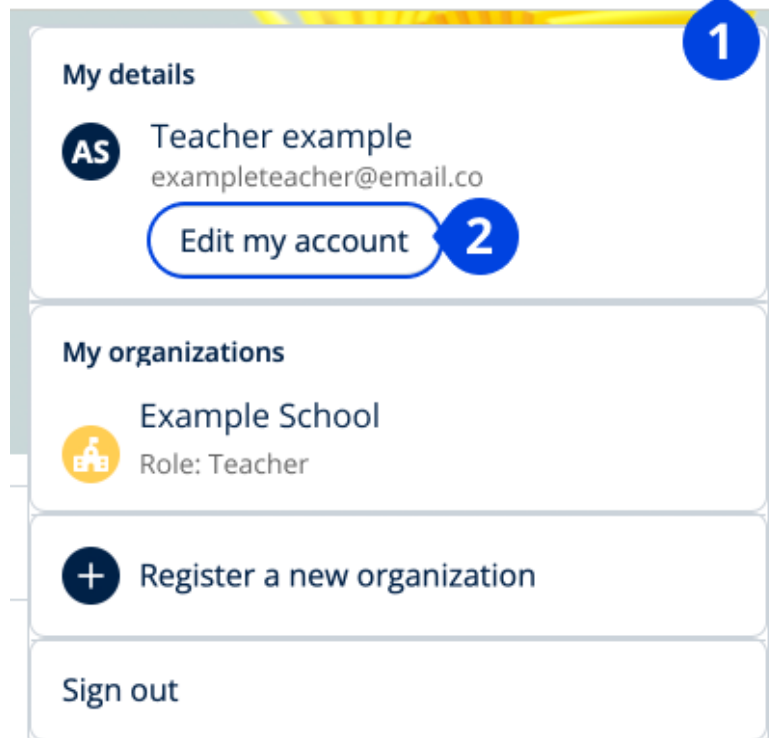 1
My details
AS
Teacher example
exampleteacher@email.co
Edit my account
2
My organizations
Example School
Role: Teacher
Register a new organization
Sign out